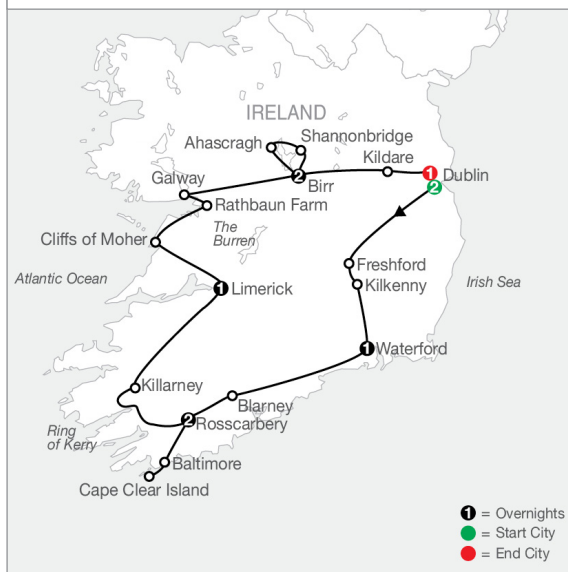 IRELAND
Ahascragh
Shannonbridge
Kildare
Galway
2
Birr
1
Dublin
2
Rathbaun Farm
The
Burren
Cliffs of Moher
Atlantic Ocean
1
Limerick
Freshford
Kilkenny
Irish Sea
1
Waterford
Killarney
Blarney
2
Rosscarbery
Ring
of Kerry
Baltimore
Cape Clear Island
1 = Overnights
= Start City
= End City